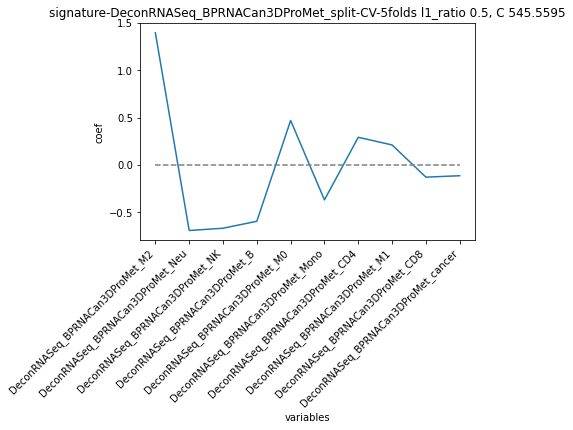 signature-DeconRNASeq_BPRNACan3DProMet_split-CV-5folds l1_ratio 0.5, C 545.5595
1.5
1.0
0.5
0.0
−0.5
coef
DeconRNASeq_BPRNACan3DProMet_M2
DeconRNASeq_BPRNACan3DProMet_Neu
DeconRNASeq_BPRNACan3DProMet_NK
DeconRNASeq_BPRNACan3DProMet_B
DeconRNASeq_BPRNACan3DProMet_M0
DeconRNASeq_BPRNACan3DProMet_Mono
DeconRNASeq_BPRNACan3DProMet_CD4
DeconRNASeq_BPRNACan3DProMet_M1
DeconRNASeq_BPRNACan3DProMet_CD8
DeconRNASeq_BPRNACan3DProMet_cancer
variables